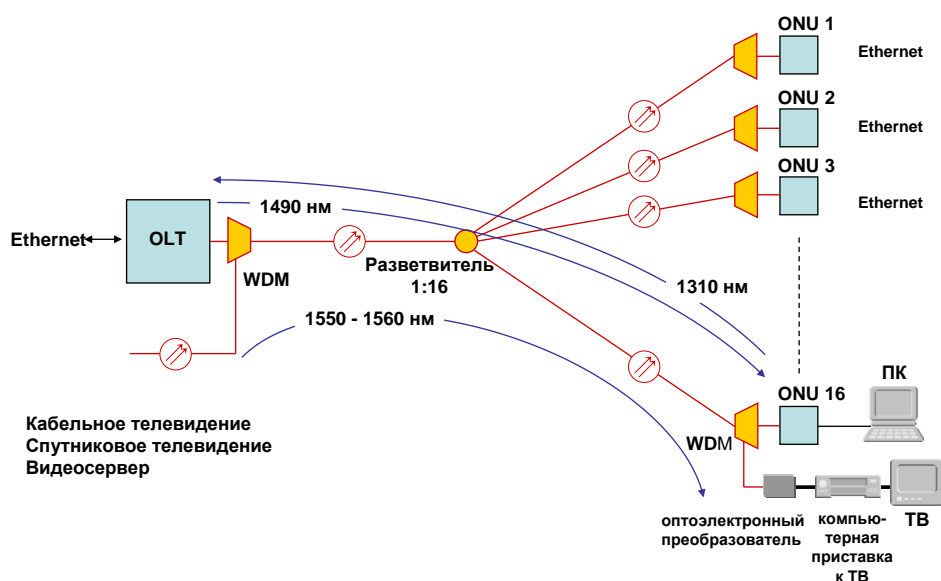 ONU 1
Ethernet
ONU 2
Ethernet
ONU 3
Ethernet
1490 нм
Ethernet
OLT
WDM
Разветвитель
1:16
1310 нм
1550 - 1560 нм
ONU 16
ПК
Кабельное телевидение
Спутниковое телевидение
Видеосервер
WDM
оптоэлектронный
преобразователь
компью-
терная
приставка
к ТВ
ТВ